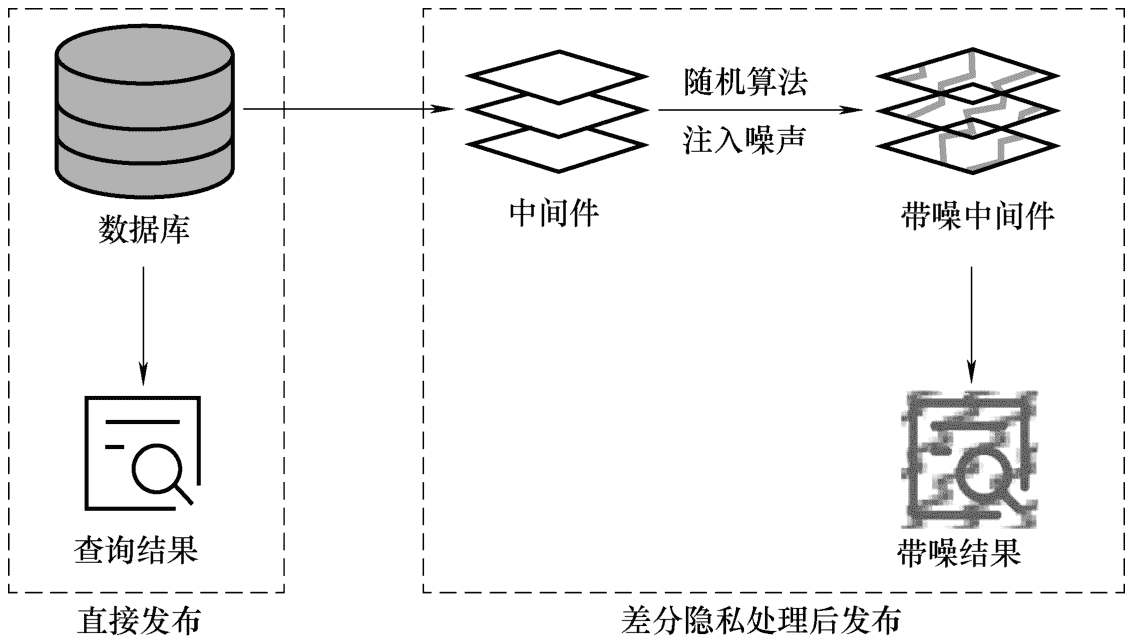 数据库
查询结果
直接发布
中间件
随机算法
注入噪声
带噪中间件
带噪结果
差分隐私处理后发布